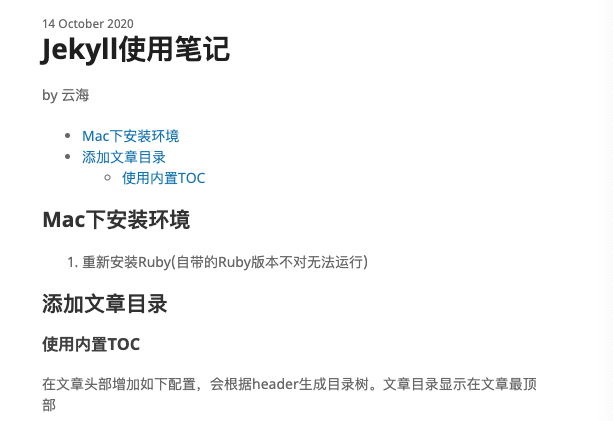 14 October 2020
Jekyll使用笔记
by 云海
Mac下安装环境
添加文章目录
使用内置TOC
Mac下安装环境
1. 重新安装Ruby(自带的Ruby版本不对无法运行)
添加文章目录
使用内置TOC
在文章头部增加如下配置，会根据header生成目录树。文章目录显示在文章最顶
部